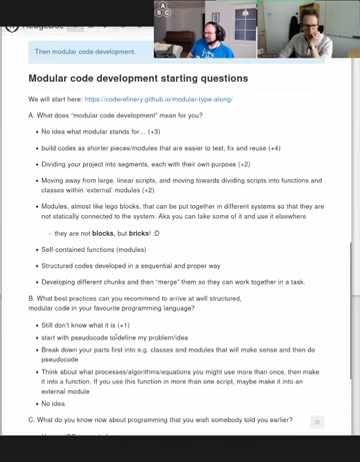 Then modular code development.
Modular code development starting questions
We will start here: https://coderefinery.github.io/modular-type-along/
A. What does "modular code development" mean for you?
• No idea what modular stands for... (+3)
• build codes as shorter pieces/modules that are easier to test, fix and reuse (+4)
• Dividing your project into segments, each with their own purpose (+2)
• Moving away from large, linear scripts, and moving towards dividing scripts into functions and
classes within 'external' modules (+2)
• Modules, almost like lego blocks, that can be put together in different systems so that they are
not statically connected to the system. Aka you can take some of it and use it elsewhere
◦ they are not blocks, but bricks! :D
• Self-contained functions (modules)
• Structured codes developed in a sequential and proper way
• Developing different chunks and then "merge" them so they can work together in a task.
B. What best practices can you recommend to arrive at well structured,
modular code in your favourite programming language?
• Still don't know what it is (+1)
• start with pseudocode to define my problem/idea
• Break down your parts first into e.g. classes and modules that will make sense and then do
pseudocode
• Think about what processes/algorithms/equations you might use more than once, then make
it into a function. If you use this function in more than one script, maybe make it into an
external module
• No idea
C. What do you know now about programming that you wish somebody told you earlier?